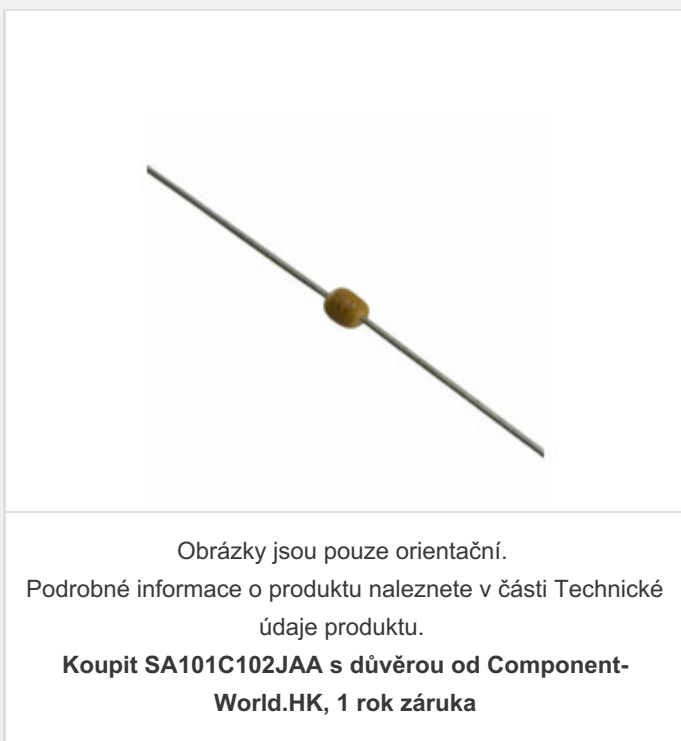 Obrázky jsou pouze orientační.
Podrobné informace o produktu naleznete v části Technické
údaje produktu.
Koupit SA101C102JAA s důvěrou od Component-
World.HK, 1 rok záruka